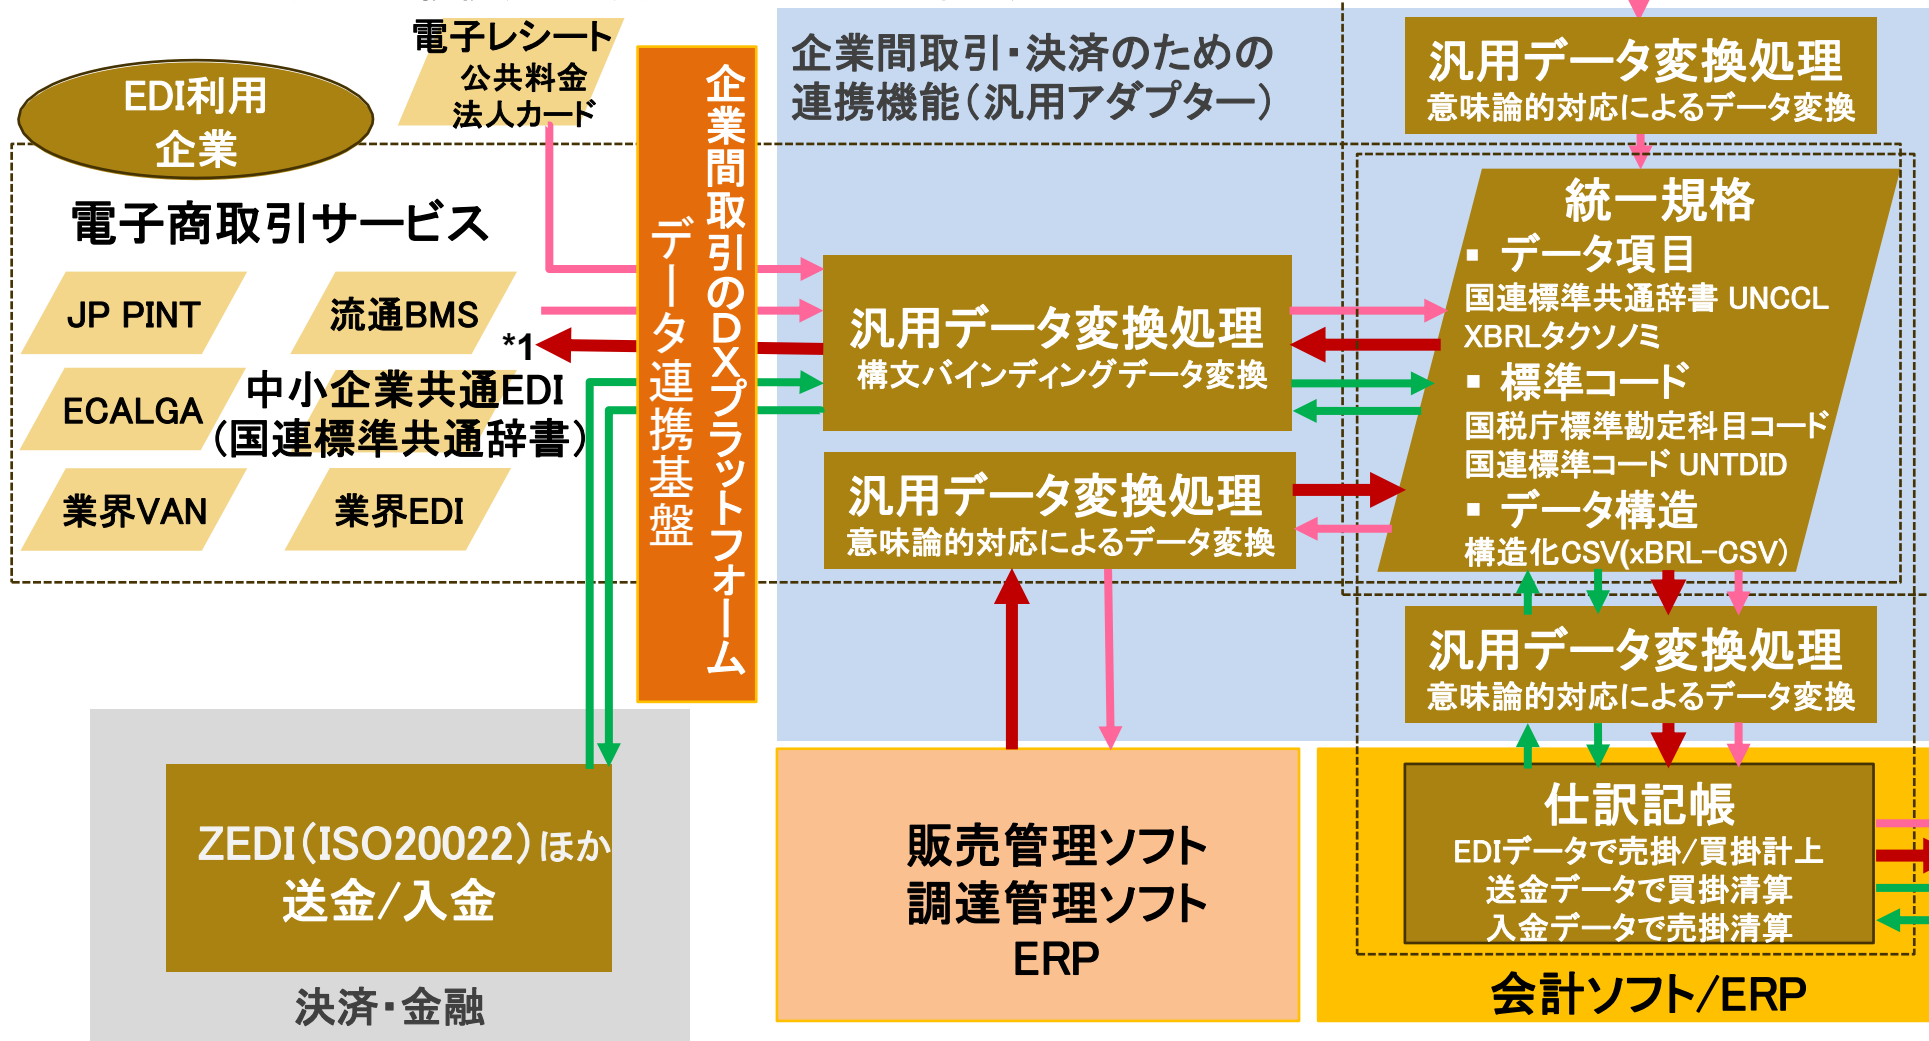 電子レシート
公共料金
法人カード
EDI利用
企業
電子商取引サービス
JP PINT
流通BMS
*1
ECALGA
中小企業共通EDI
(国連標準共通辞書)
業界VAN
業界EDI
企業間取引のDXプラットフォーム
データ連携基盤
企業間取引・決済のための
連携機能(汎用アダプター)
汎用データ変換処理
意味論的対応によるデータ変換
統一規格
▪ データ項目
国連標準共通辞書 UNCCL
XBRLタクソノミ
▪ 標準コード
国税庁標準勘定科目コード
国連標準コード UNTDID
▪ データ構造
構造化CSV(xBRL-CSV)
汎用データ変換処理
構文バインディングデータ変換
汎用データ変換処理
意味論的対応によるデータ変換
汎用データ変換処理
意味論的対応によるデータ変換
ZEDI(ISO20022)ほか
送金/入金
決済・金融
販売管理ソフト
調達管理ソフト
ERP
仕訳記帳
EDIデータで売掛/買掛計上
送金データで買掛清算
入金データで売掛清算
会計ソフト/ERP